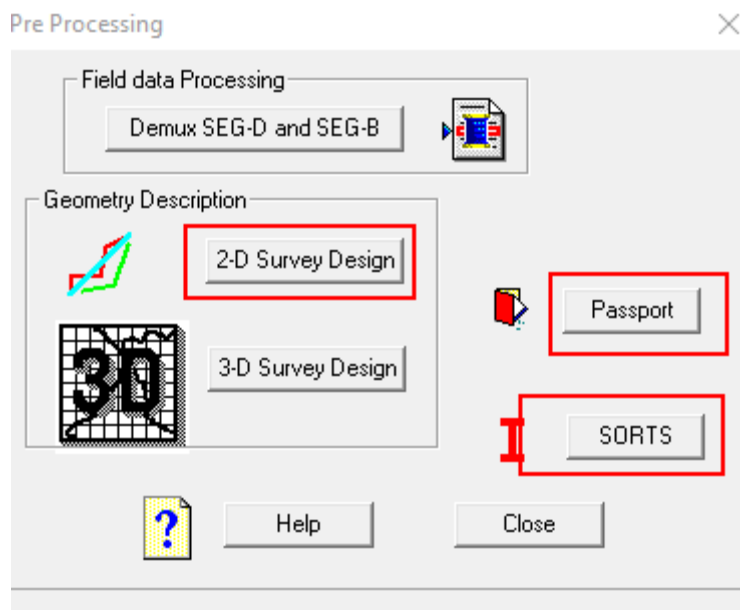 Pre Processing
Field data Processing
Demux SEG-D and SEG-B
Geometry Description
2-D Survey Design
Passport
3D
3-D Survey Design
SORTS
Help
Close